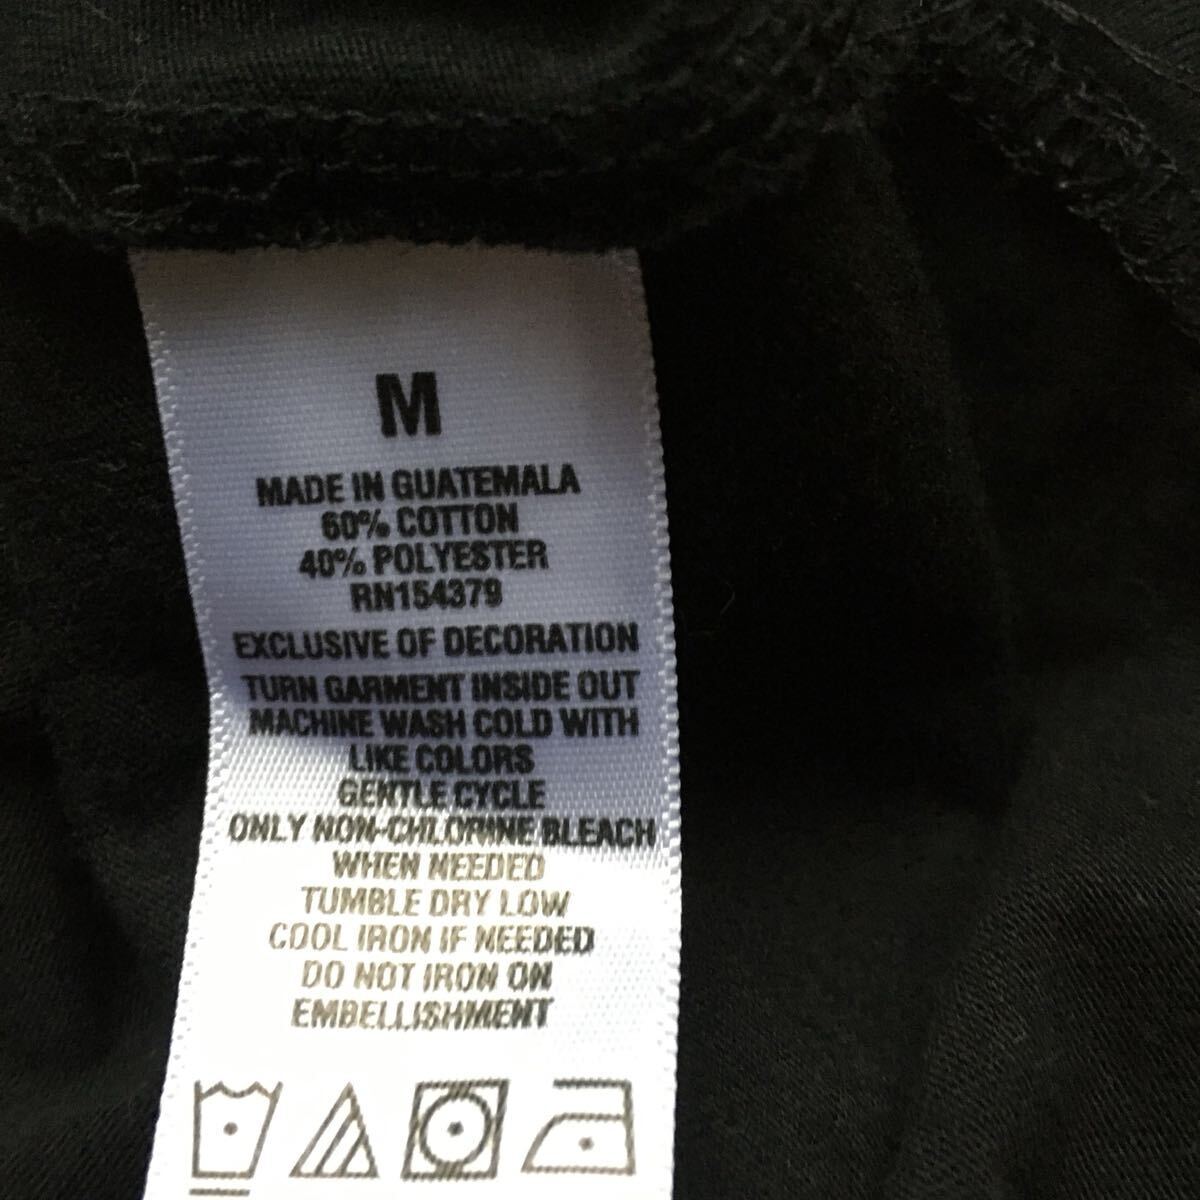 M
MADE IN GUATEMALA
60% COTTON
40% POLYESTER
RN154379
EXCLUSIVE OF DECORATION
TURN GARMENT INSIDE OUT
MACHINE WASH COLD WITH
LIKE COLORS
GENTLE CYCLE
ONLY NON-CHLORINE BLEACH
WHEN NEEDED
TUMBLE DRY LOW
COOL IRON IF NEEDED
DO NOT IRON ON
EMBELLISHMENT